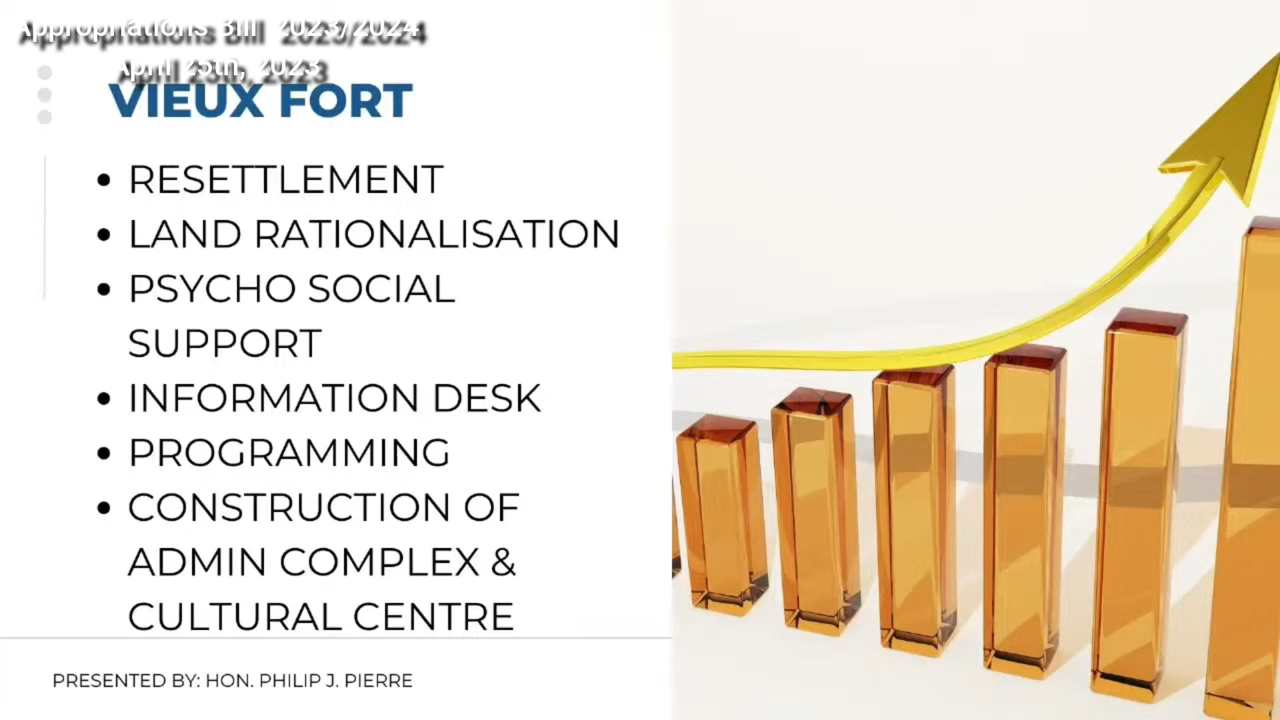 Appropriations Bill 2023/2024
April 25th, 2023
VIEUX FORT
• RESETTLEMENT
• LAND RATIONALISATION
• PSYCHO SOCIAL
SUPPORT
• INFORMATION DESK
• PROGRAMMING
• CONSTRUCTION OF
ADMIN COMPLEX &
CULTURAL CENTRE
PRESENTED BY: HON. PHILIP J. PIERRE